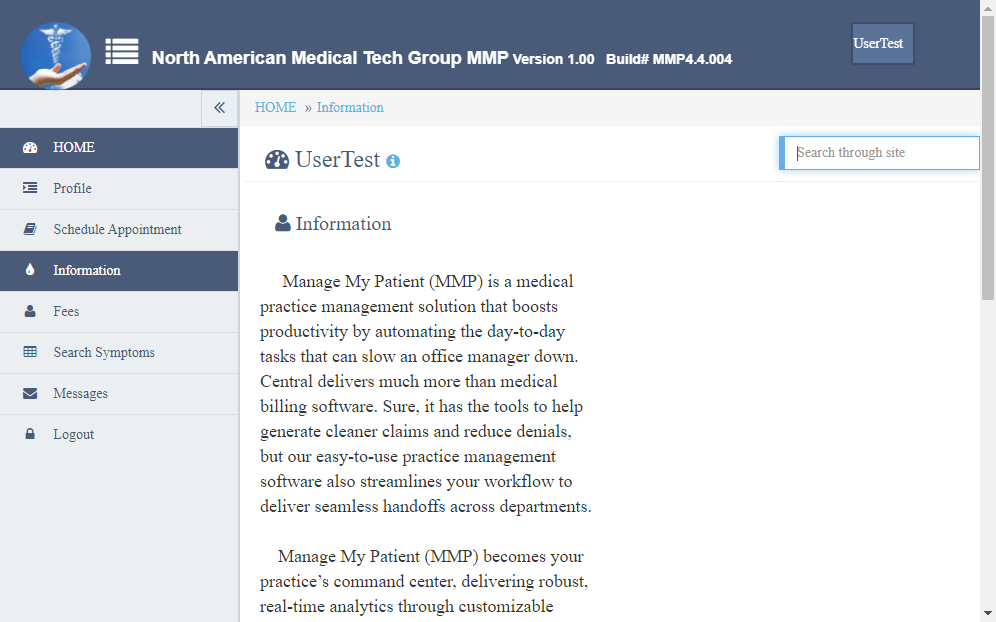 North American Medical Tech Group MMP Version 1.00 Build# MMP4.4.004
UserTest
HOME » Information
HOME
Profile
Schedule Appointment
Information
Fees
Search Symptoms
Messages
Logout
UserTest
Search through site
Information
Manage My Patient (MMP) is a medical
practice management solution that boosts
productivity by automating the day-to-day
tasks that can slow an office manager down.
Central delivers much more than medical
billing software. Sure, it has the tools to help
generate cleaner claims and reduce denials,
but our easy-to-use practice management
software also streamlines your workflow to
deliver seamless handoffs across departments.
Manage My Patient (MMP) becomes your
practice’s command center, delivering robust,
real-time analytics through customizable